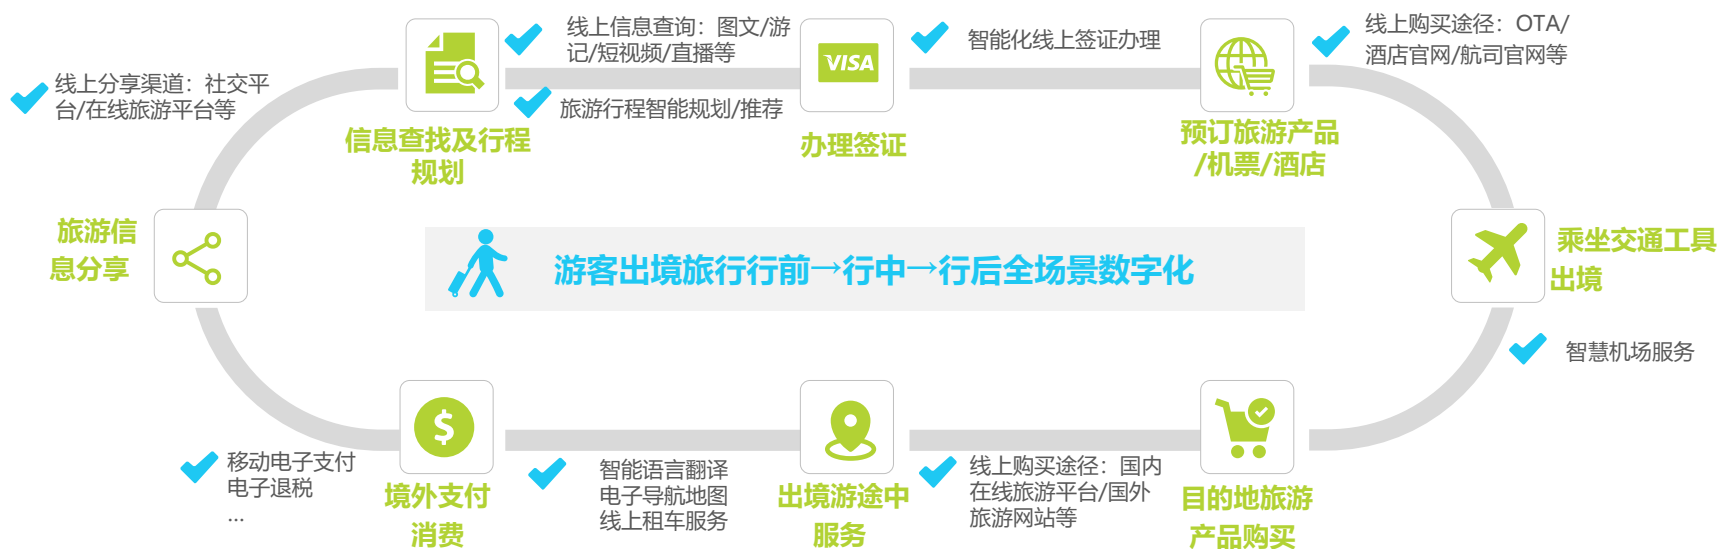 线上信息查询：图文/游
记/短视频/直播等
旅游行程智能规划/推荐
信息查找及行程
规划
VISA
智能化线上签证办理
办理签证
线上购买途径：OTA/
酒店官网/航司官网等
预订旅游产品
/机票/酒店
乘坐交通工具
出境
智慧机场服务
目的地旅游
产品购买
线上购买途径：国内
在线旅游平台/国外
旅游网站等
出境游途中
服务
智能语言翻译
电子导航地图
线上租车服务
$
境外支付
消费
移动电子支付
电子退税
...
旅游信
息分享
线上分享渠道：社交平
台/在线旅游平台等
游客出境旅行行前→行中→行后全场景数字化